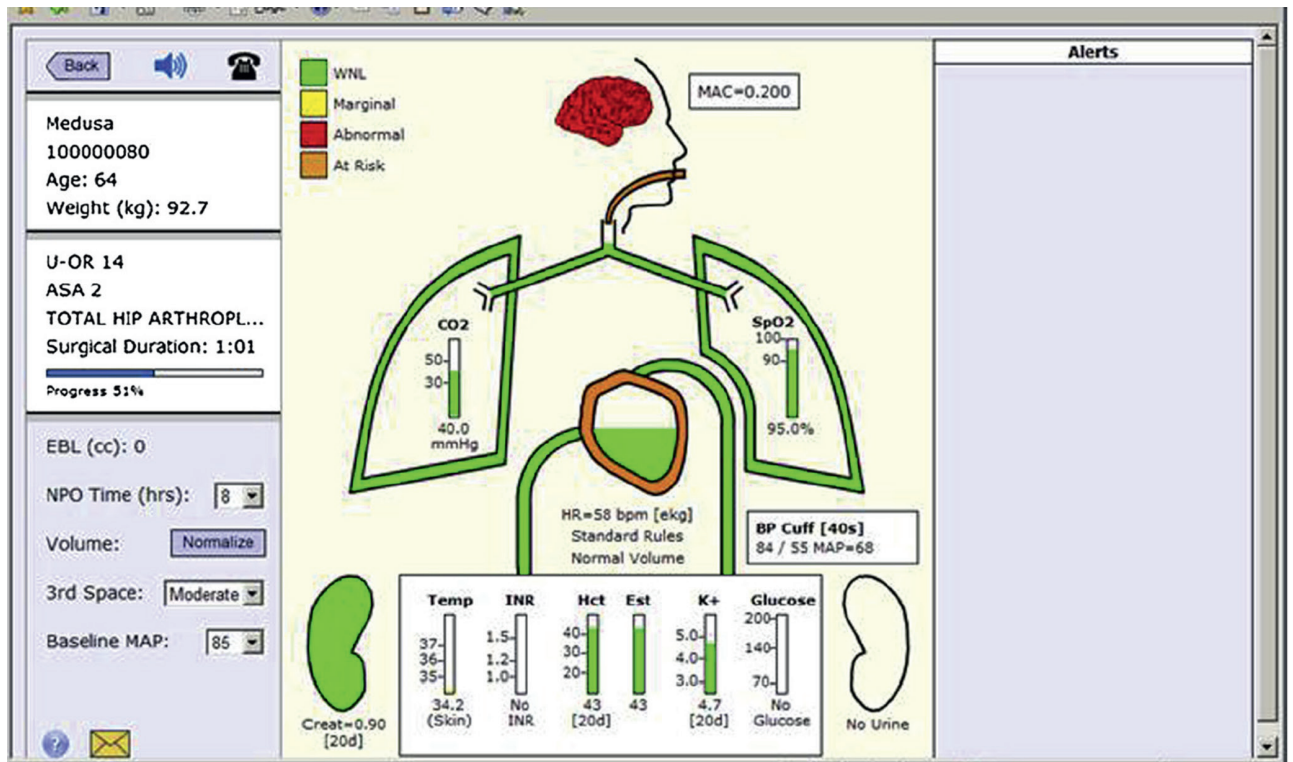 Back
Medusa
100000080
Age: 64
Weight (kg): 92.7
U-OR 14
ASA 2
TOTAL HIP ARTHROPL...
Surgical Duration: 1:01
Progress 51%
EBL (cc): 0
NPO Time (hrs): 8
Volume: Normalize
3rd Space: Moderate
Baseline MAP: 85
?
WNL
Marginal
Abnormal
At Risk
MAC=0.200
CO2
50
30
40.0
mmHg
SpO2
100
90
95.0%
HR=58 bpm [ekg]
Standard Rules
Normal Volume
BP Cuff [40s]
84 / 55 MAP=68
Creat=0.90
[20d]
Temp
37
36
35
34.2
(Skin)
INR
1.5
1.2
1.0
No
INR
Hct
40
30
20
43
[20d]
Est
43
K+
5.0
4.0
3.0
4.7
[20d]
Glucose
200
140
70
No
Glucose
No Urine
Alerts